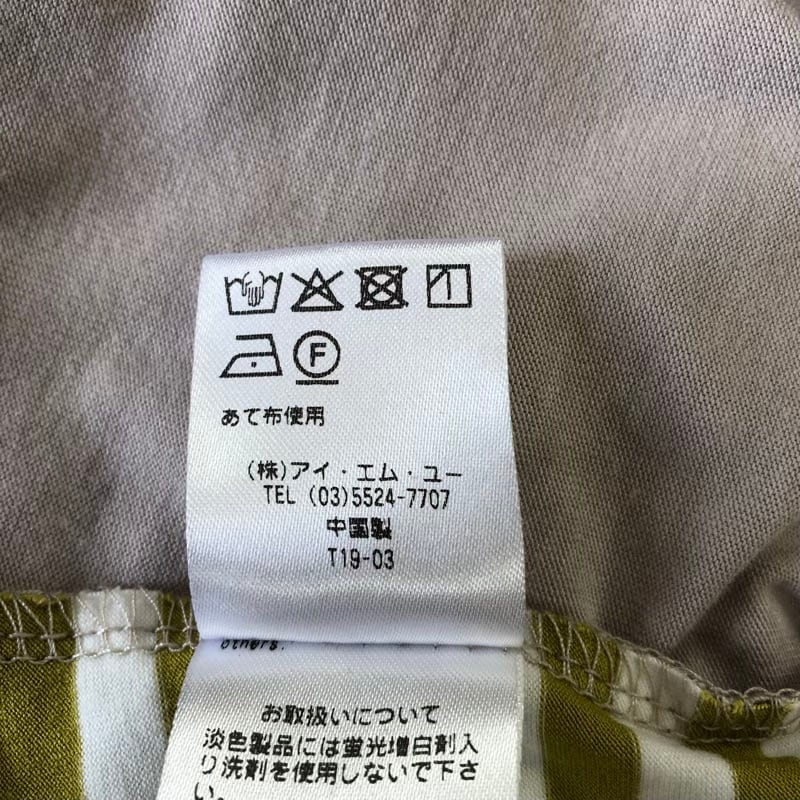 F
あて布使用
(株)アイ・エム・ユー
TEL (03)5524-7707
中国製
T19-03
others.
お取扱いについて
淡色製品には蛍光増白剤入
り洗剤を使用しないで下さ
い。